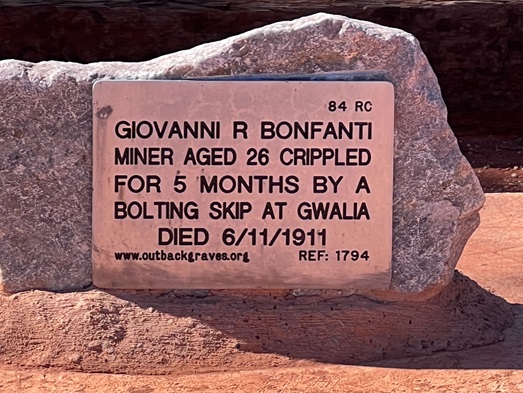 84 RC
GIOVANNI R BONFANTI
MINER AGED 26 CRIPPLED
FOR 5 MONTHS BY A
BOLTING SKIP AT GWALIA
DIED 6/11/1911
www.outbackgraves.org REF: 1794